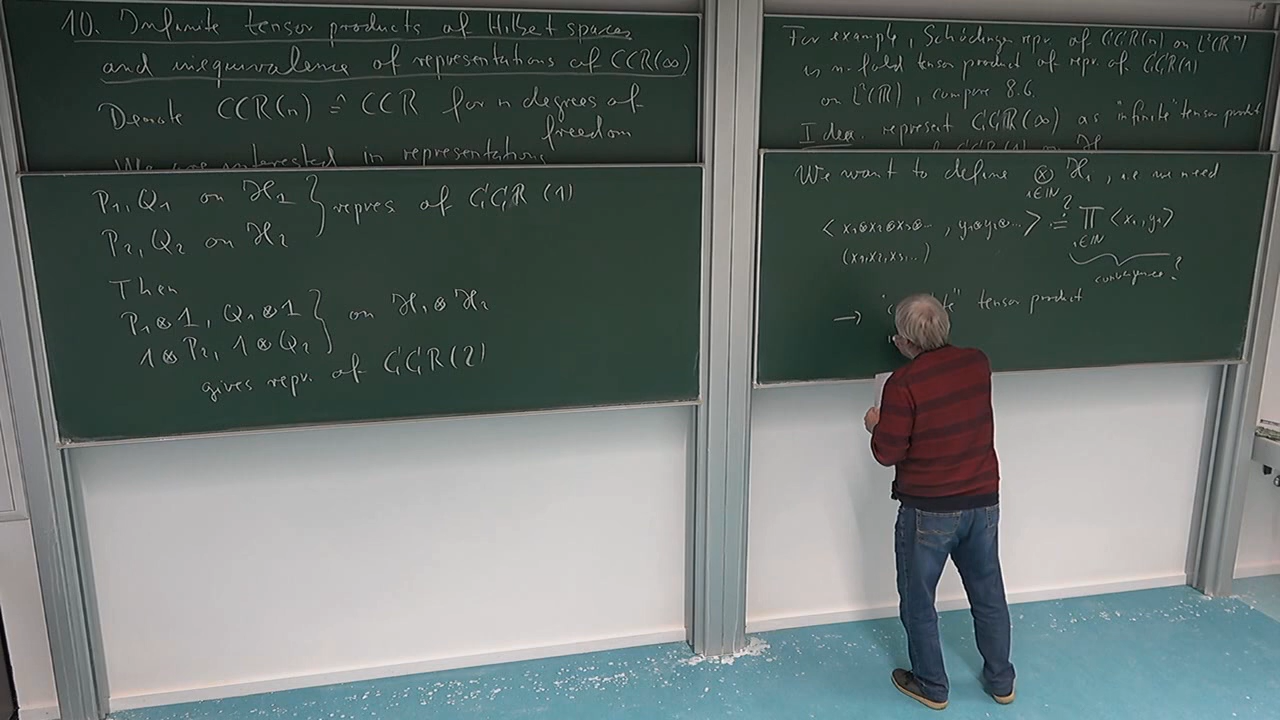 10. Infinite tensor products of Hilbert spaces
and inequivalence of representations of CCR(∞)
Denote CCR(n) ≙ CCR for n degrees of
freedom
We are interested in representations
P₁, Q₁ on ℋ₁ } repres of CCR(1)
P₂, Q₂ on ℋ₂
Then
P₁⊗1, Q₁⊗1 } on ℋ₁⊗ℋ₂
1⊗P₂, 1⊗Q₂
gives repr. of CCR(2)
For example, Schrödinger repr. of CCR(n) on L²(ℝⁿ)
is n-fold tensor product of repr. of CCR(1)
on L²(ℝ), compare 8.6.
Idea: represent CCR(∞) as "infinite" tensor product
We want to define ⊗ ℋᵢ, i.e. we need
i∈ℕ
⟨x₁⊗x₂⊗x₃⊗…, y₁⊗y₂⊗…⟩ ≟ ∏ ⟨xᵢ, yᵢ⟩
i∈ℕ
(x₁,x₂,x₃,…)
convergence?
→ tensor product